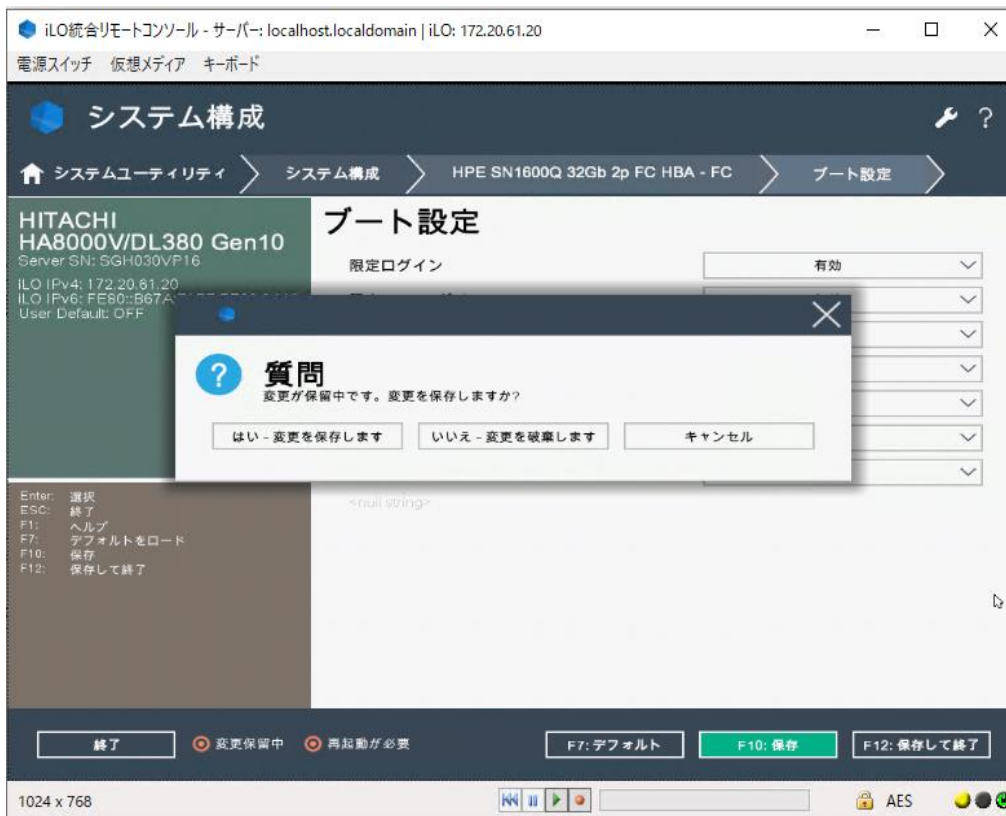 iLO統合リモートコンソール - サーバー: localhost.localdomain | iLO: 172.20.61.20
電源スイッチ 仮想メディア キーボード
システム構成
?
システムユーティリティ
システム構成
HPE SN1600Q 32Gb 2p FC HBA - FC
ブート設定
HITACHI
HA8000V/DL380 Gen10
Server SN: SGH030VP16
iLO IPv4: 172.20.61.20
iLO IPv6: FE80::B67A
User Default: OFF
ブート設定
限定ログイン 有効
?
質問
変更が保留中です。変更を保存しますか?
はい - 変更を保存します
いいえ - 変更を破棄します
キャンセル
<null string>
Enter: 選択
ESC: 終了
F1: ヘルプ
F7: デフォルトをロード
F10: 保存
F12: 保存して終了
終了
変更保留中
再起動が必要
F7: デフォルト
F10: 保存
F12: 保存して終了
1024 x 768
AES